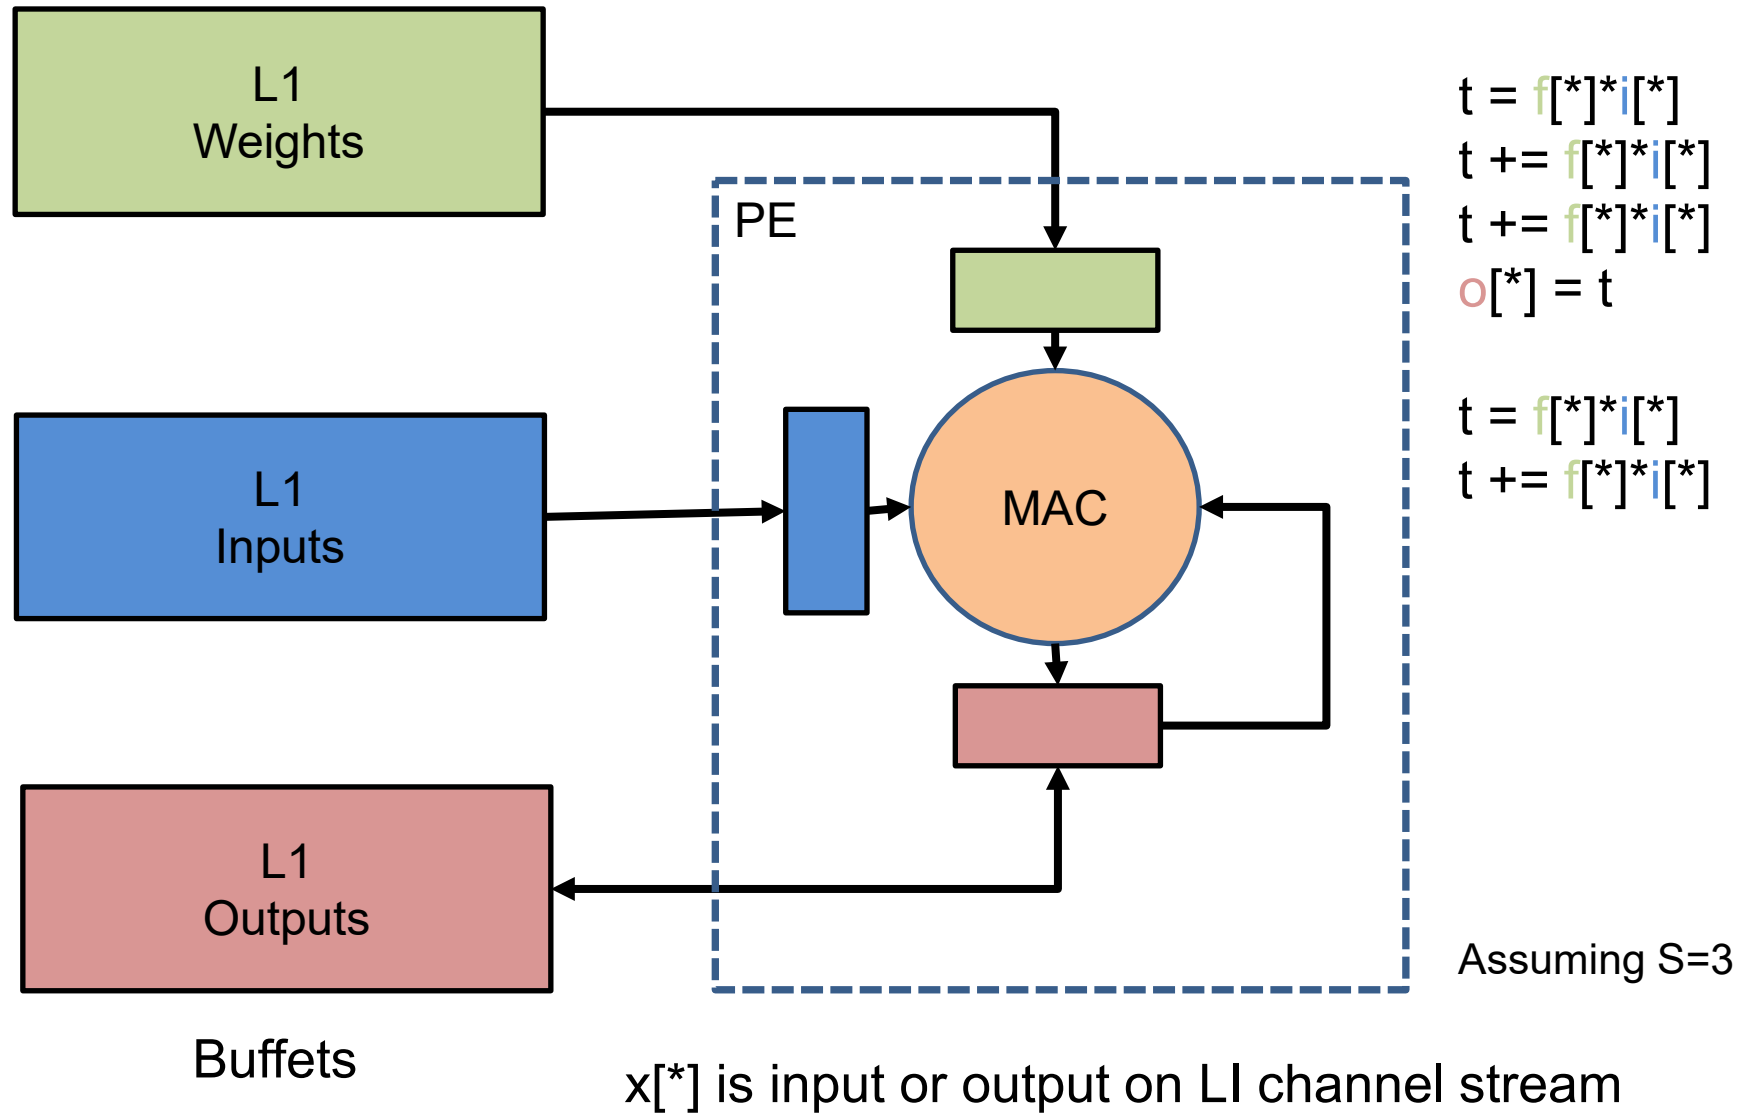 L1
Weights
PE
L1
Inputs
MAC
L1
Outputs
Buffets
t = f[*]*i[*]
t += f[*]*i[*]
t += f[*]*i[*]
o[*] = t
t = f[*]*i[*]
t += f[*]*i[*]
Assuming S=3
x[*] is input or output on LI channel stream